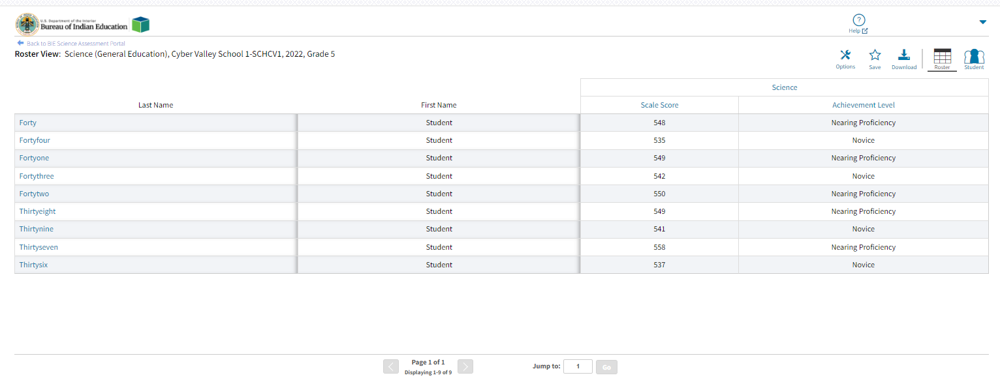 U.S. Department of the Interior
Bureau of Indian Education
Help
Back to BIE Science Assessment Portal
Roster View: Science (General Education), Cyber Valley School 1-SCHCV1, 2022, Grade 5
Options Save Download Roster Student
Science
Last Name First Name Scale Score Achievement Level
Forty Student 548 Nearing Proficiency
Fortyfour Student 535 Novice
Fortyone Student 549 Nearing Proficiency
Fortythree Student 542 Novice
Fortytwo Student 550 Nearing Proficiency
Thirtyeight Student 549 Nearing Proficiency
Thirtynine Student 541 Novice
Thirtyseven Student 558 Nearing Proficiency
Thirtysix Student 537 Novice
Page 1 of 1 Jump to: 1 Go
Displaying 1-9 of 9